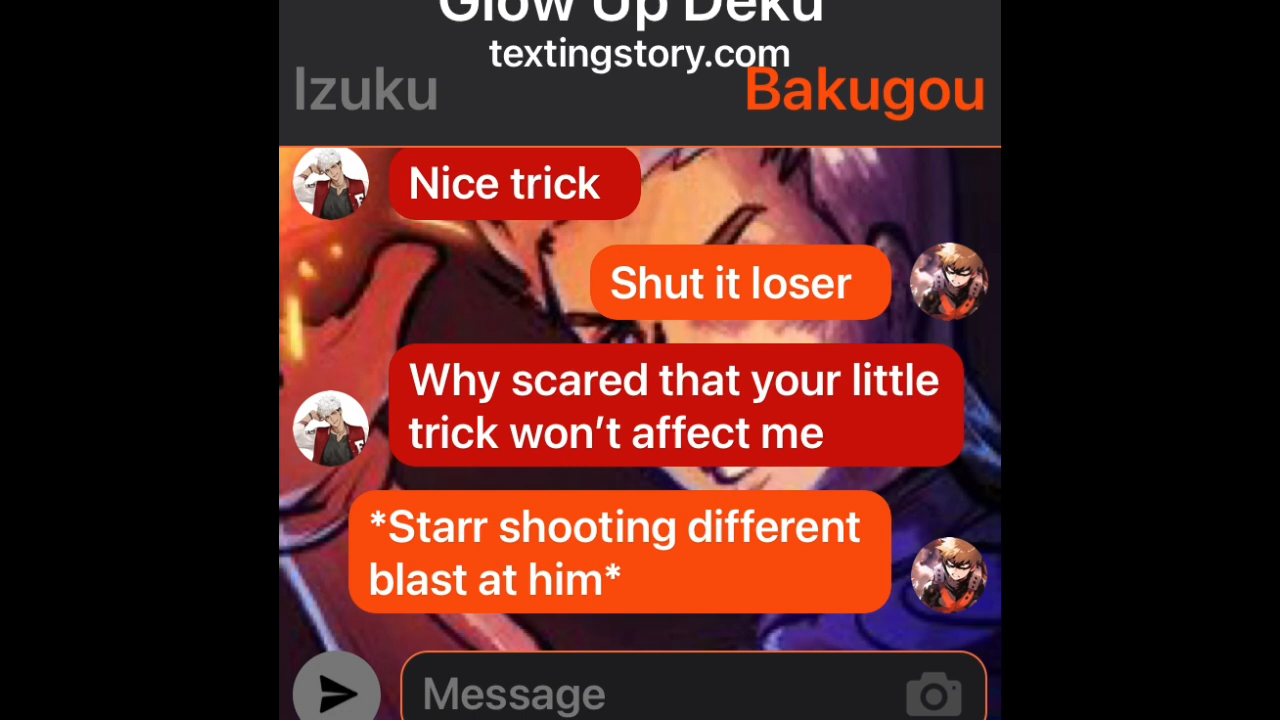 Glow Up Deku
textingstory.com
Izuku
Bakugou
Nice trick
Shut it loser
Why scared that your little
trick won’t affect me
*Starr shooting different
blast at him*
Message